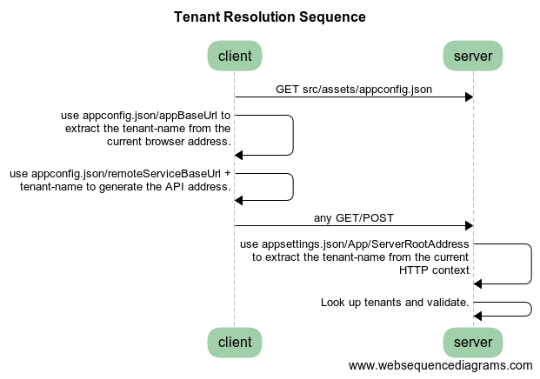 Tenant Resolution Sequence
client
server
GET src/assets/appconfig.json
use appconfig.json/appBaseUrl to
extract the tenant-name from the
current browser address.
use appconfig.json/remoteServiceBaseUrl +
tenant-name to generate the API address.
any GET/POST
use appsettings.json/App/ServerRootAddress
to extract the tenant-name from the current
HTTP context
Look up tenants and validate.
client
server
www.websequencediagrams.com